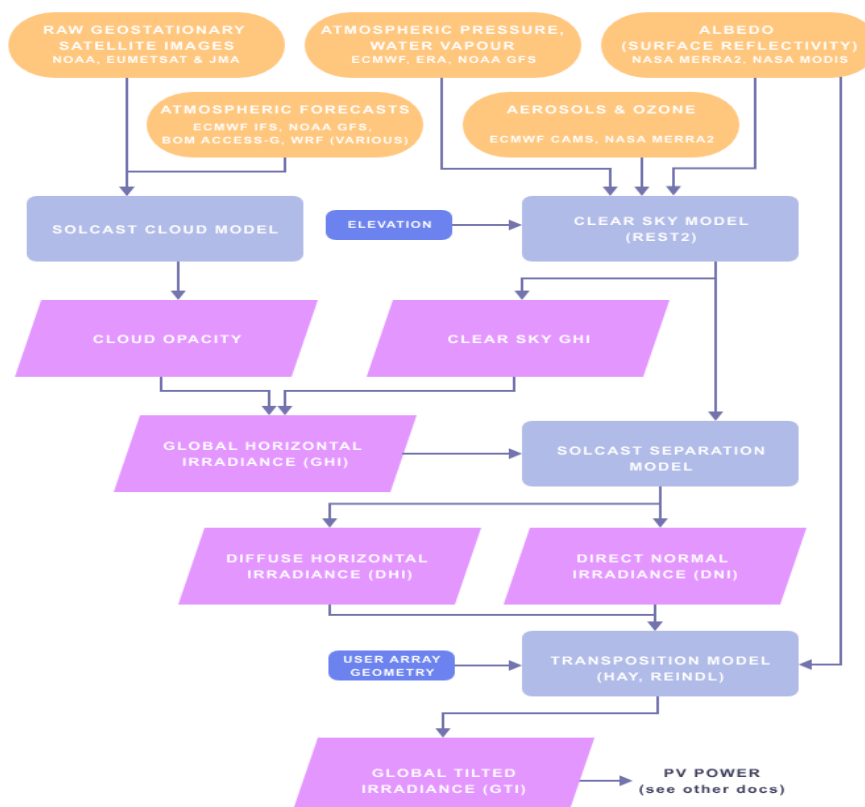 RAW GEOSTATIONARY
SATELLITE IMAGES
NOAA, EUMETSAT & JMA
ATMOSPHERIC PRESSURE,
WATER VAPOUR
ECMWF, ERA, NOAA GFS
ALBEDO
(SURFACE REFLECTIVITY)
NASA MERRA2, NASA MODIS
ATMOSPHERIC FORECASTS
ECMWF IFS, NOAA GFS,
BOM ACCESS-G, WRF (VARIOUS)
AEROSOLS & OZONE
ECMWF CAMS, NASA MERRA2
SOLCAST CLOUD MODEL
ELEVATION
CLEAR SKY MODEL
(REST2)
CLOUD OPACITY
CLEAR SKY GHI
GLOBAL HORIZONTAL
IRRADIANCE (GHI)
SOLCAST SEPARATION
MODEL
DIFFUSE HORIZONTAL
IRRADIANCE (DHI)
DIRECT NORMAL
IRRADIANCE (DNI)
USER ARRAY
GEOMETRY
TRANSPOSITION MODEL
(HAY, REINDL)
GLOBAL TILTED
IRRADIANCE (GTI)
PV POWER
(see other docs)